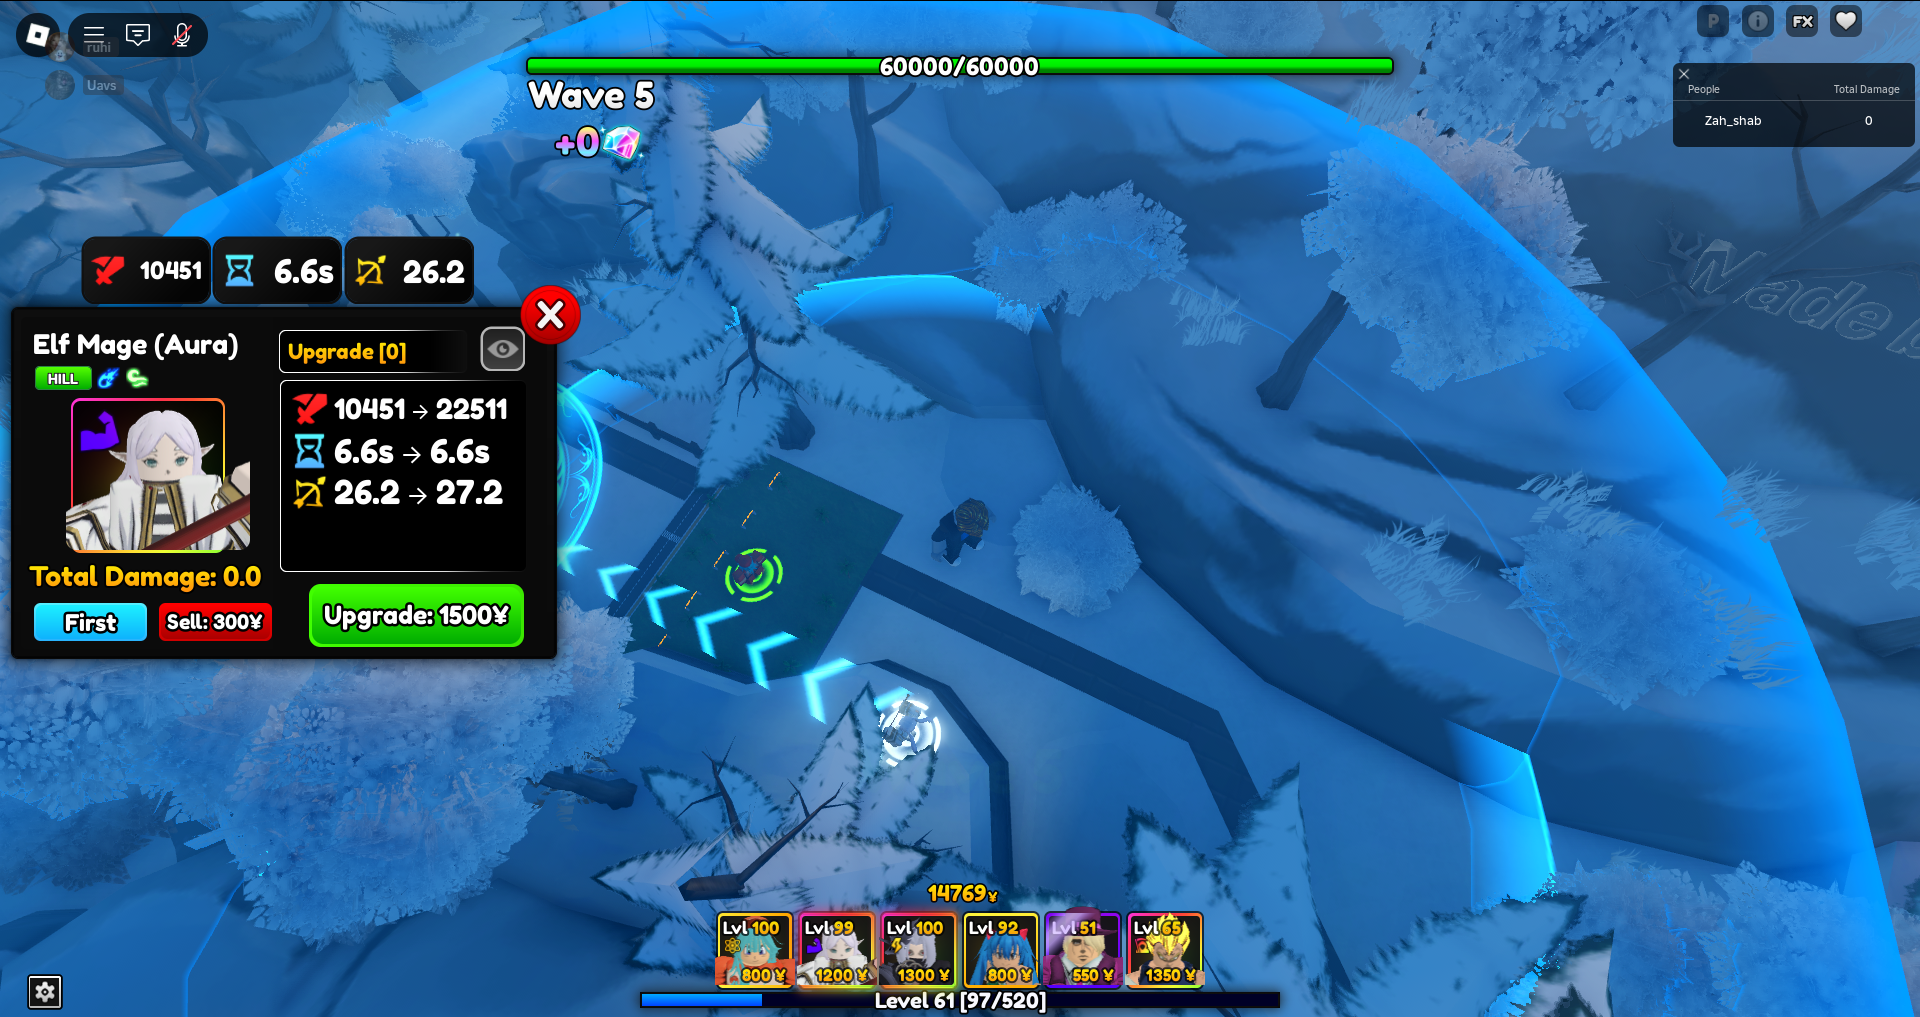 ruhi
Uavs
60000/60000
Wave 5
+0
P
i
FX
People Total Damage
Zah_shab 0
10451
6.6s
26.2
Elf Mage (Aura)
HILL
Upgrade [0]
10451 → 22511
6.6s → 6.6s
26.2 → 27.2
Total Damage: 0.0
First
Sell: 300¥
Upgrade: 1500¥
14769¥
Lvl 100
800 ¥
Lvl 99
1200 ¥
Lvl 100
1300 ¥
Lvl 92
800 ¥
Lvl 51
550 ¥
Lvl 65
1350 ¥
Level 61 [97/520]